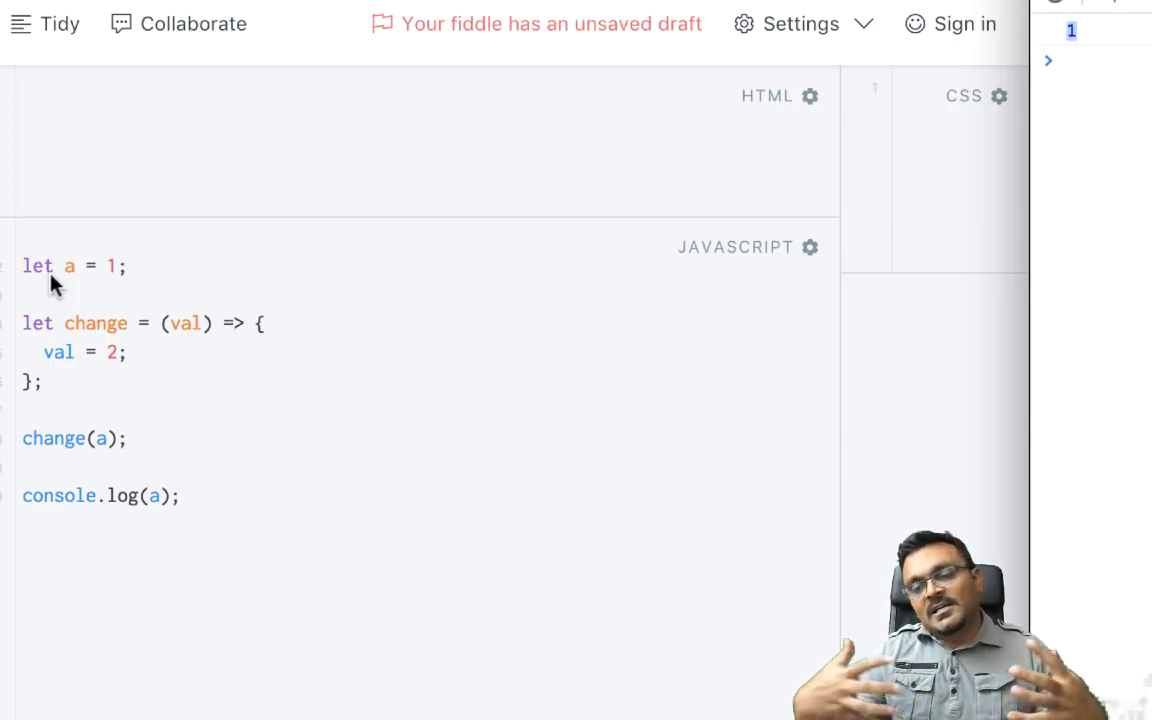 Tidy
Collaborate
Your fiddle has an unsaved draft
Settings
Sign in
1
HTML
1
CSS
JAVASCRIPT
let a = 1;
let change = (val) => {
  val = 2;
};
change(a);
console.log(a);